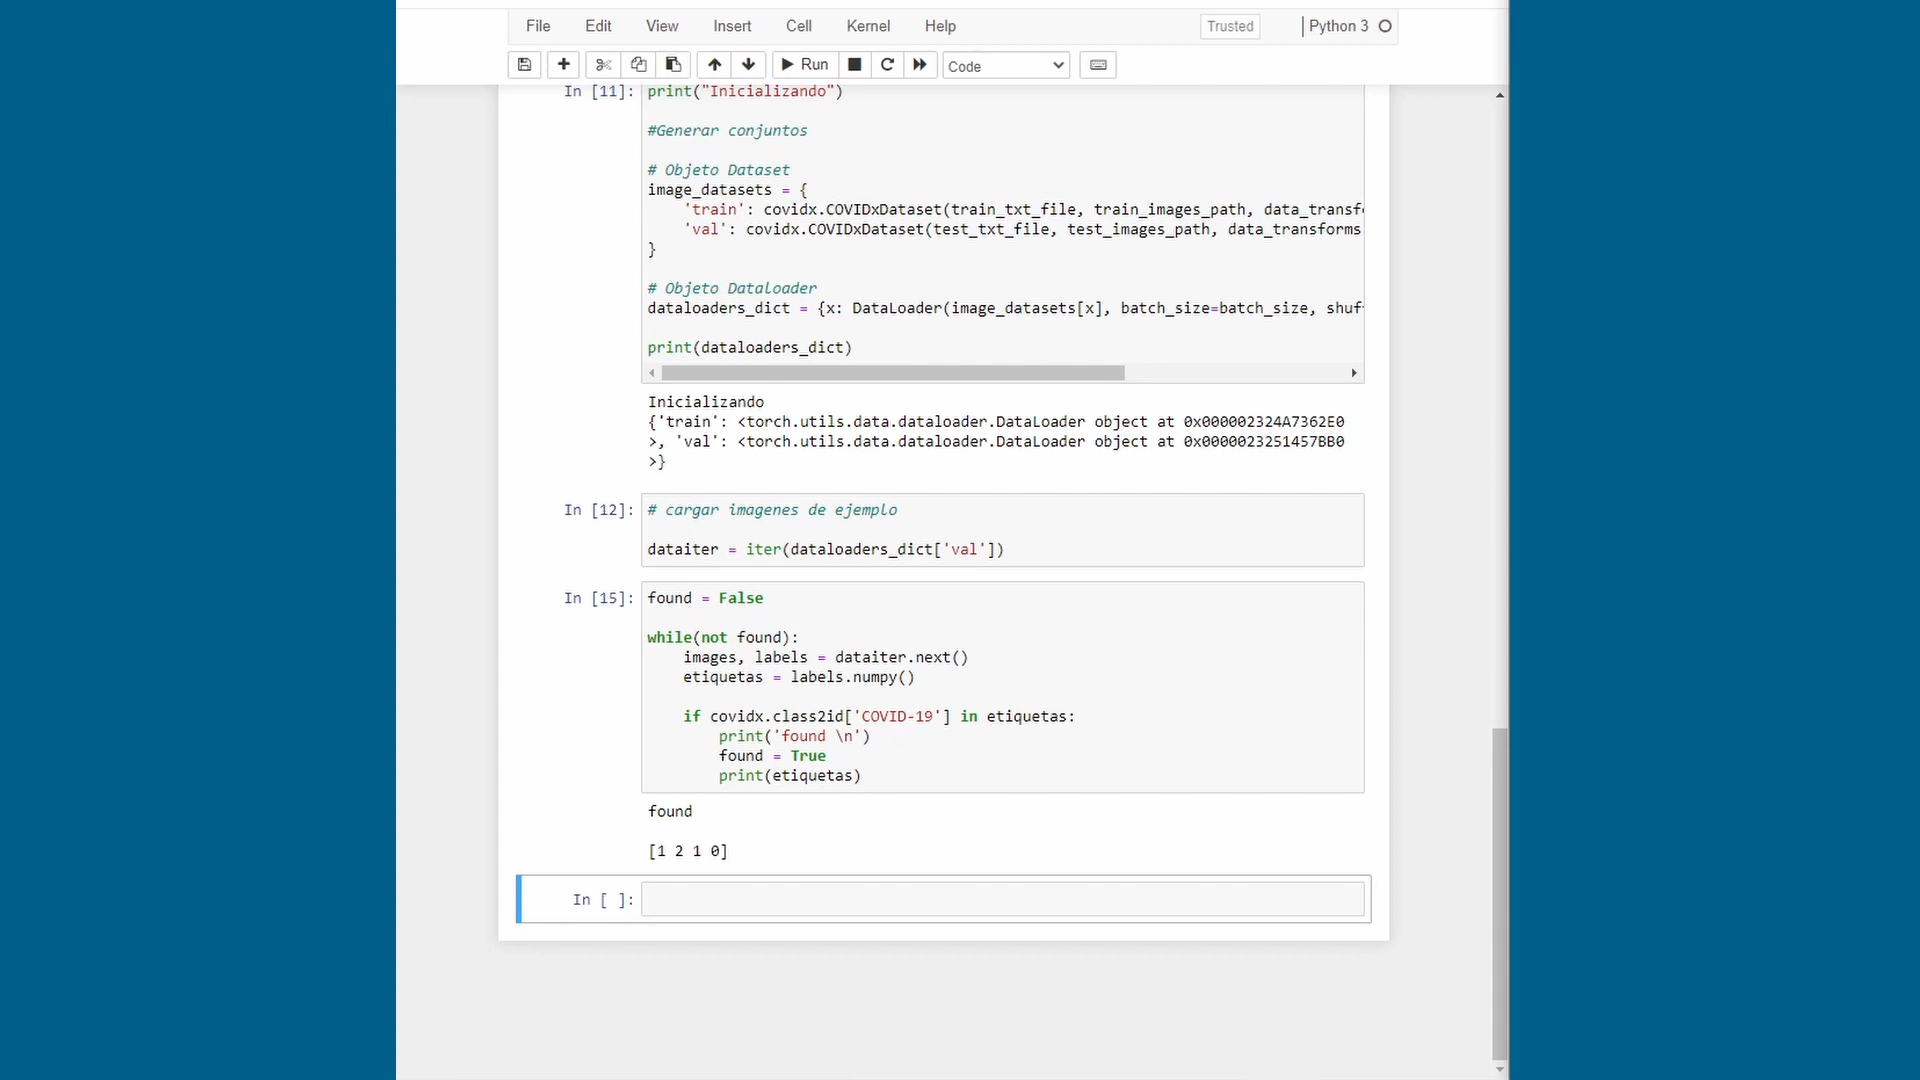 File Edit View Insert Cell Kernel Help Trusted Python 3
Run Code
In [11]: print("Inicializando")
#Generar conjuntos
# Objeto Dataset
image_datasets = {
    'train': covidx.COVIDxDataset(train_txt_file, train_images_path, data_transf
    'val': covidx.COVIDxDataset(test_txt_file, test_images_path, data_transforms
}
# Objeto Dataloader
dataloaders_dict = {x: DataLoader(image_datasets[x], batch_size=batch_size, shuf
print(dataloaders_dict)
Inicializando
{'train': <torch.utils.data.dataloader.DataLoader object at 0x000002324A7362E0
>, 'val': <torch.utils.data.dataloader.DataLoader object at 0x0000023251457BB0
>}
In [12]: # cargar imagenes de ejemplo
dataiter = iter(dataloaders_dict['val'])
In [15]: found = False
while(not found):
    images, labels = dataiter.next()
    etiquetas = labels.numpy()
    if covidx.class2id['COVID-19'] in etiquetas:
        print('found \n')
        found = True
        print(etiquetas)
found
[1 2 1 0]
In [ ]: